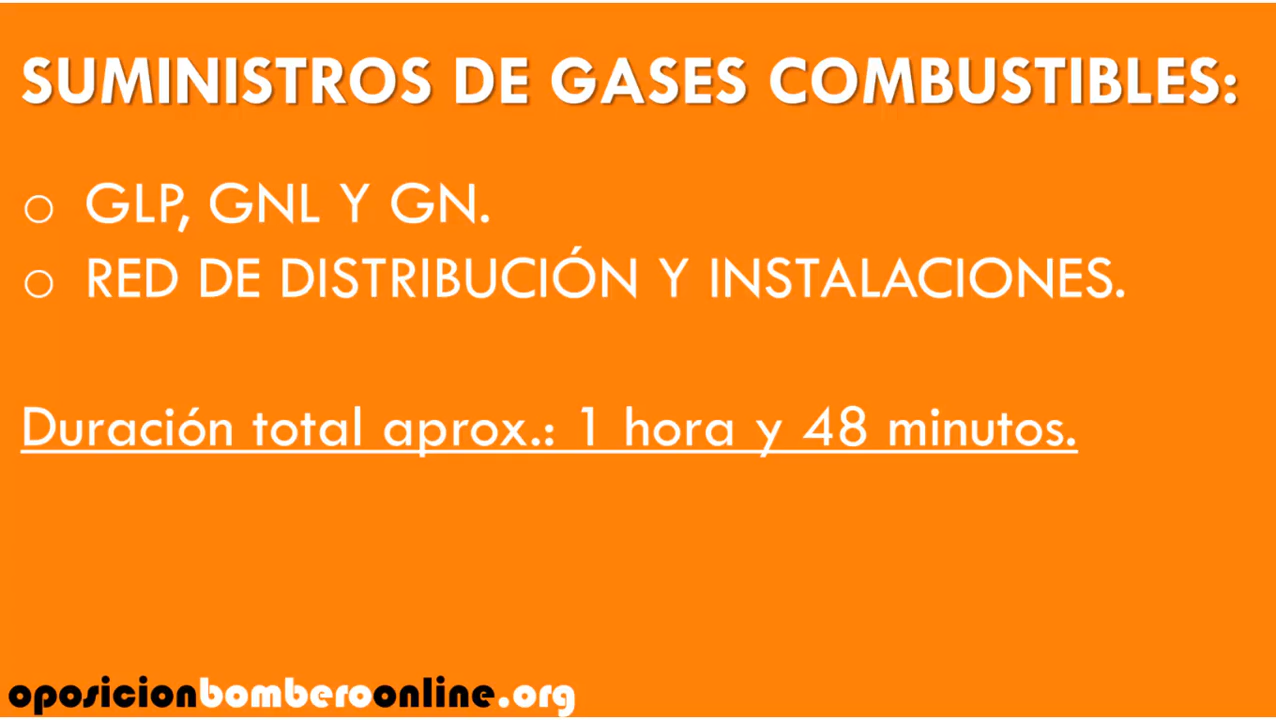 SUMINISTROS DE GASES COMBUSTIBLES:
o GLP, GNL Y GN.
o RED DE DISTRIBUCIÓN Y INSTALACIONES.
Duración total aprox.: 1 hora y 48 minutos.
oposicionbomberoonline.org